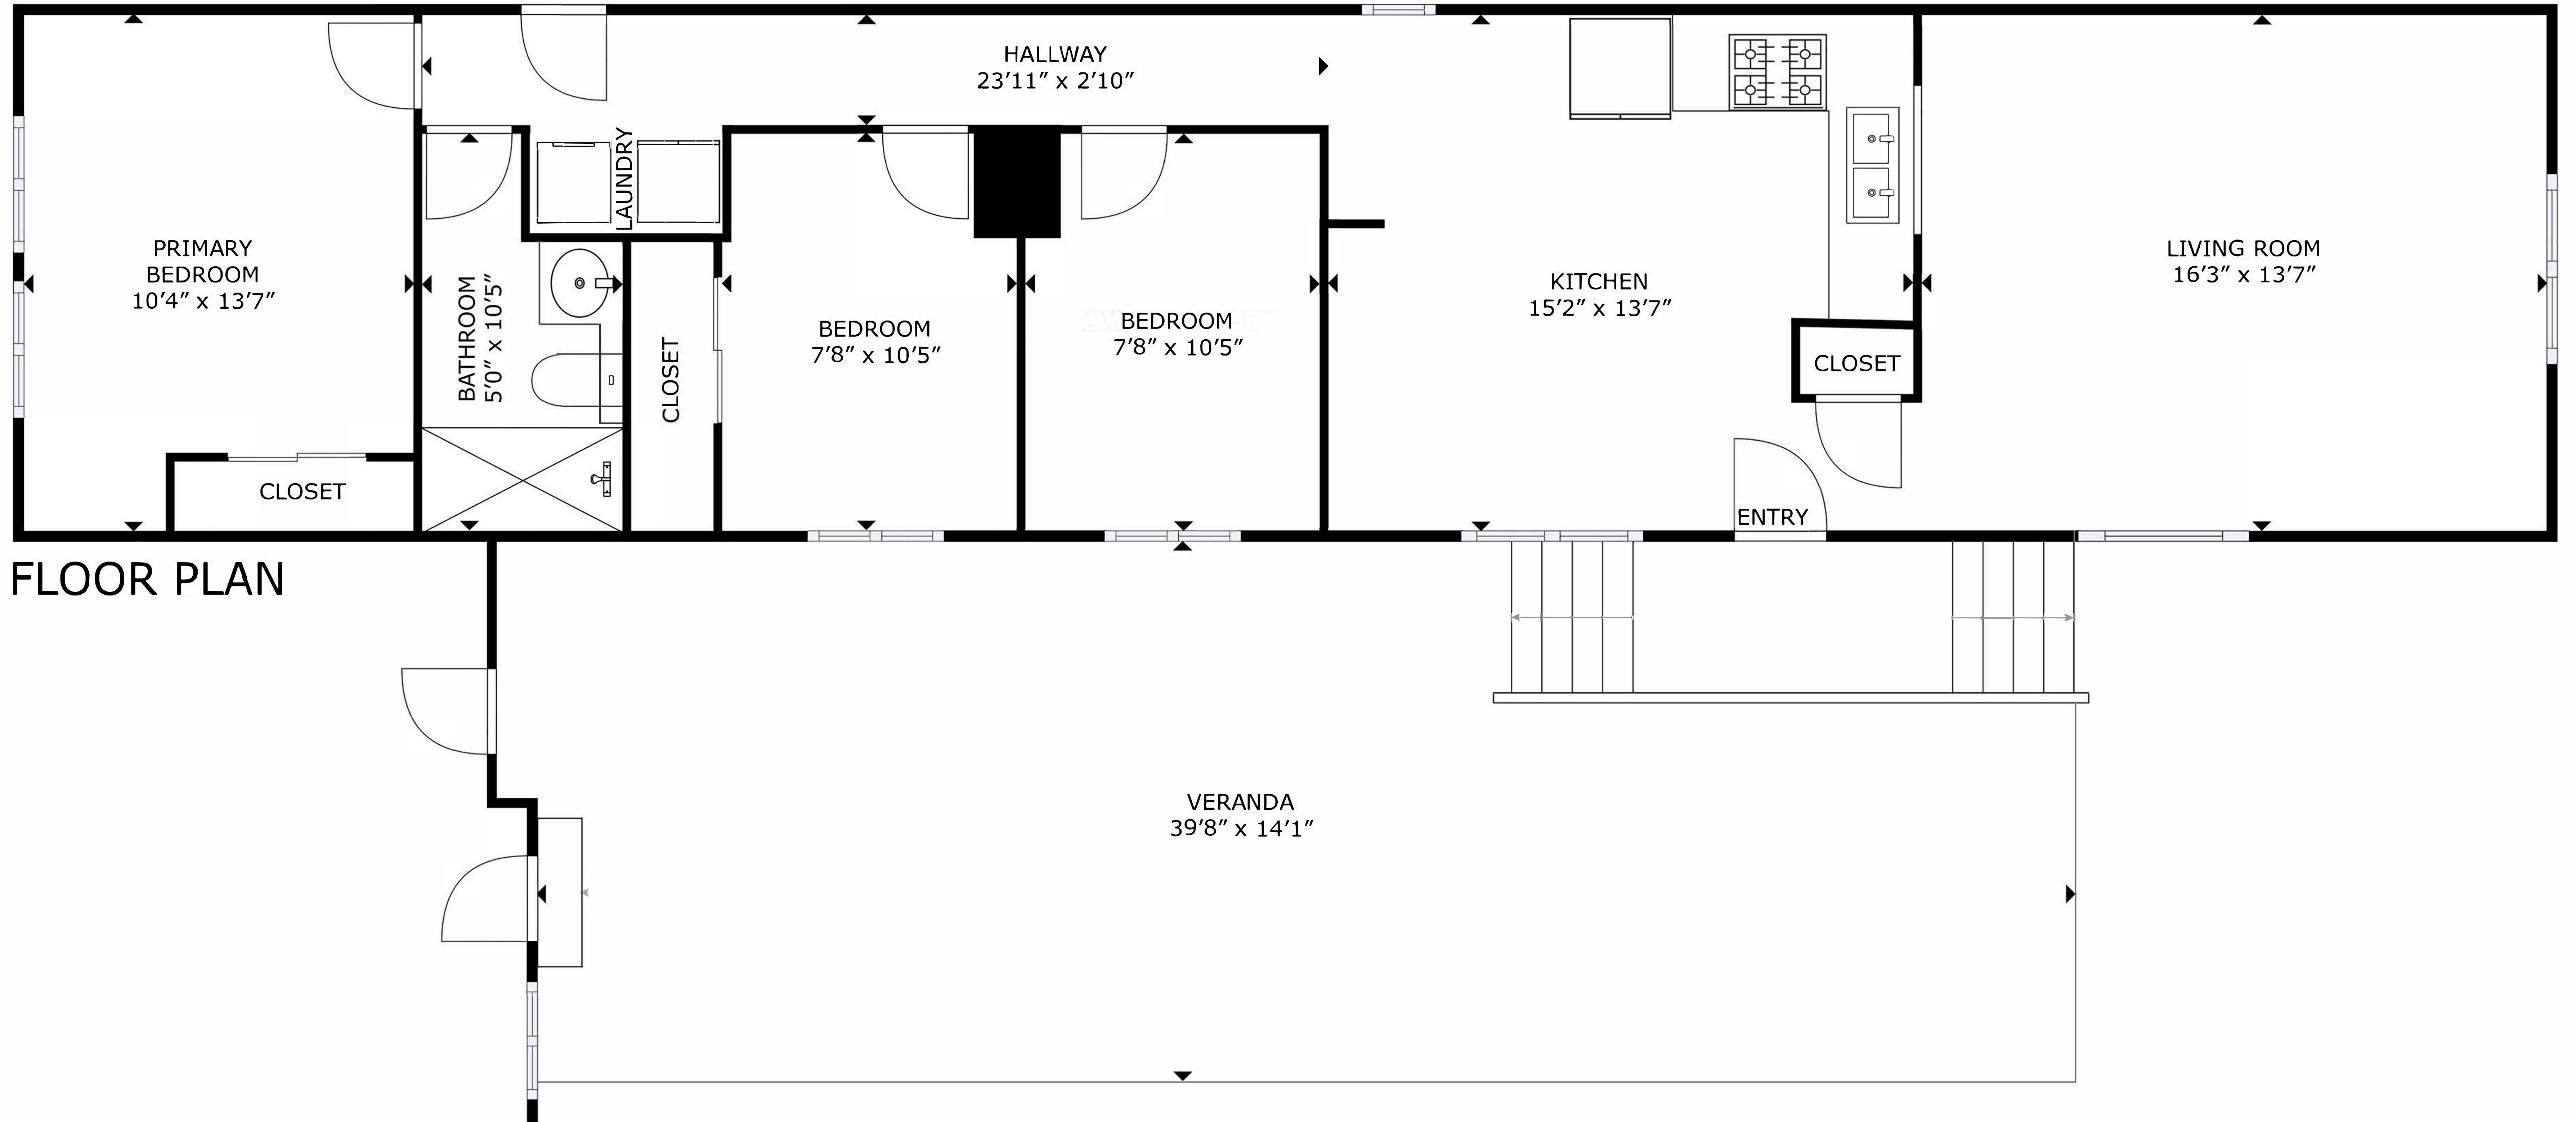 HALLWAY
23'11" x 2'10"
LAUNDRY
PRIMARY
BEDROOM
10'4" x 13'7"
BATHROOM
5'0" x 10'5"
CLOSET
BEDROOM
7'8" x 10'5"
BEDROOM
7'8" x 10'5"
KITCHEN
15'2" x 13'7"
LIVING ROOM
16'3" x 13'7"
CLOSET
CLOSET
ENTRY
FLOOR PLAN
VERANDA
39'8" x 14'1"